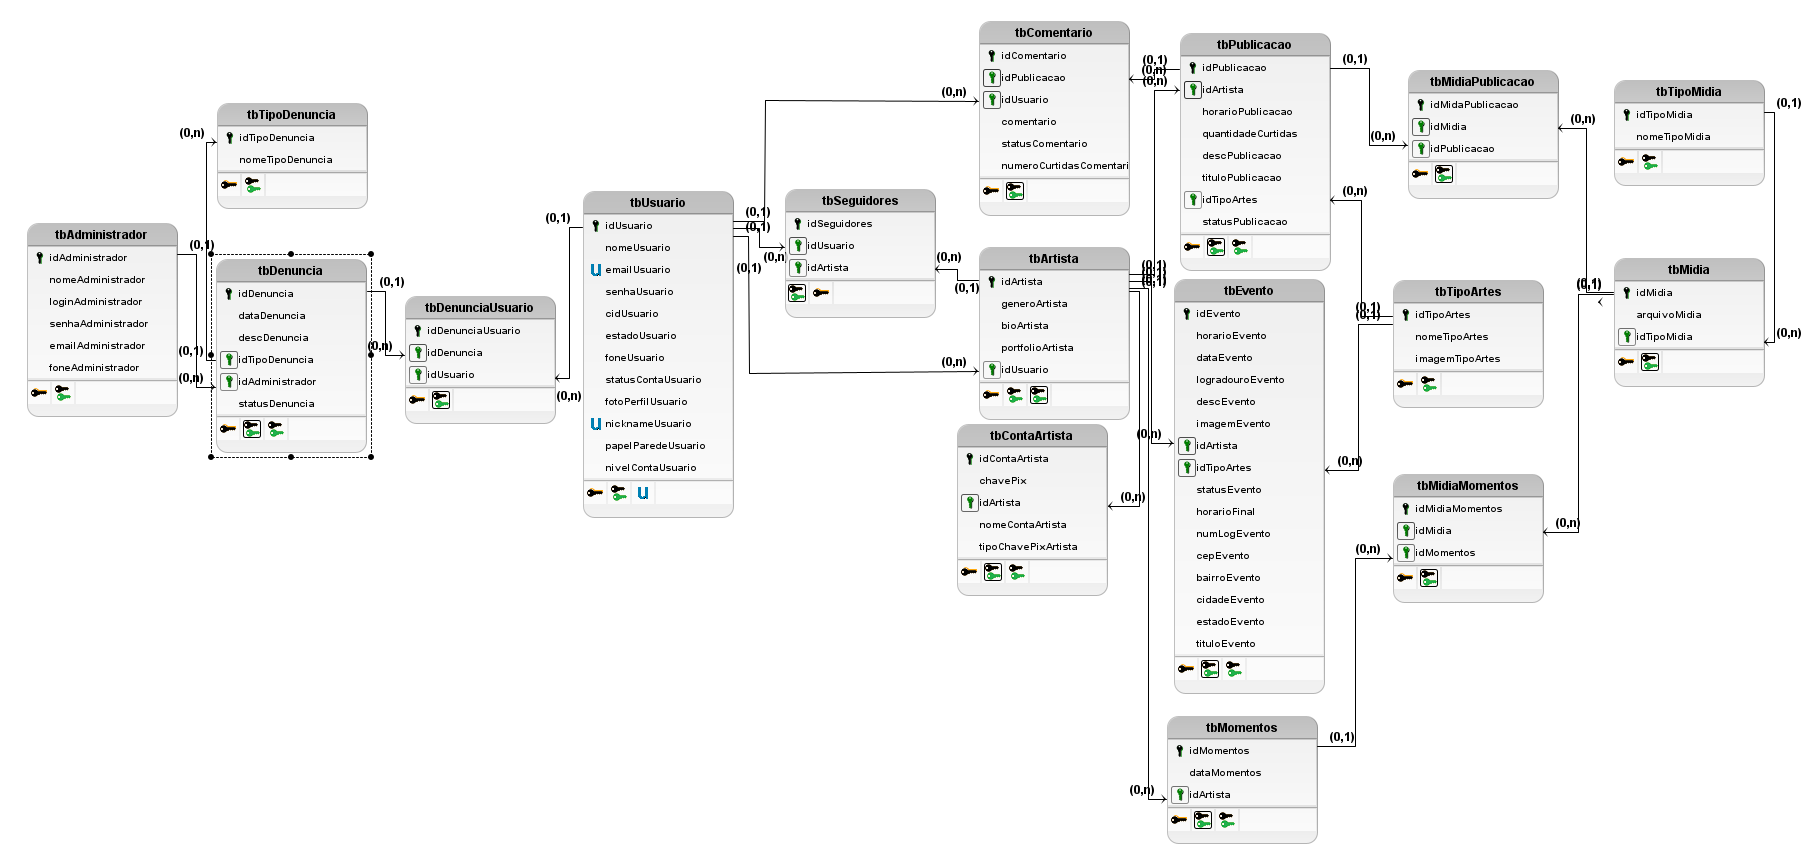 tbAdministrador
idAdministrador
nomeAdministrador
loginAdministrador
senhaAdministrador
emailAdministrador
foneAdministrador
(0,1)
(0,n)
tbTipoDenuncia
idTipoDenuncia
nomeTipoDenuncia
(0,n)
(0,1)
tbDenuncia
idDenuncia
dataDenuncia
descDenuncia
idTipoDenuncia
idAdministrador
statusDenuncia
(0,1)
(0,n)
tbDenunciaUsuario
idDenunciaUsuario
idDenuncia
idUsuario
(0,1)
(0,n)
tbUsuario
idUsuario
nomeUsuario
u emailUsuario
senhaUsuario
cidUsuario
estadoUsuario
foneUsuario
statusContaUsuario
fotoPerfilUsuario
u nicknameUsuario
papelParedeUsuario
nivelContaUsuario
u
(0,1)
(0,1)
(0,1)
(0,n)
(0,n)
(0,n)
tbSeguidores
idSeguidores
idUsuario
idArtista
(0,n)
(0,1)
tbComentario
idComentario
idPublicacao
idUsuario
comentario
statusComentario
numeroCurtidasComentari
(0,1)
(0,n)
(0,n)
tbArtista
idArtista
generoArtista
bioArtista
portfolioArtista
idUsuario
(0,1)
(0,1)
(0,1)
tbContaArtista
idContaArtista
chavePix
idArtista
nomeContaArtista
tipoChavePixArtista
(0,n)
(0,n)
(0,n)
tbPublicacao
idPublicacao
idArtista
horarioPublicacao
quantidadeCurtidas
descPublicacao
tituloPublicacao
idTipoArtes
statusPublicacao
(0,1)
(0,n)
(0,n)
tbEvento
idEvento
horarioEvento
dataEvento
logradouroEvento
descEvento
imagemEvento
idArtista
idTipoArtes
statusEvento
horarioFinal
numLogEvento
cepEvento
bairroEvento
cidadeEvento
estadoEvento
tituloEvento
(0,n)
tbMomentos
idMomentos
dataMomentos
idArtista
(0,1)
(0,n)
tbMidiaPublicacao
idMidaPublicacao
idMidia
idPublicacao
(0,n)
tbTipoArtes
idTipoArtes
nomeTipoArtes
imagemTipoArtes
(0,1)
(0,1)
tbMidiaMomentos
idMidiaMomentos
idMidia
idMomentos
(0,n)
tbTipoMidia
idTipoMidia
nomeTipoMidia
(0,1)
(0,n)
tbMidia
idMidia
arquivoMidia
idTipoMidia
(0,1)